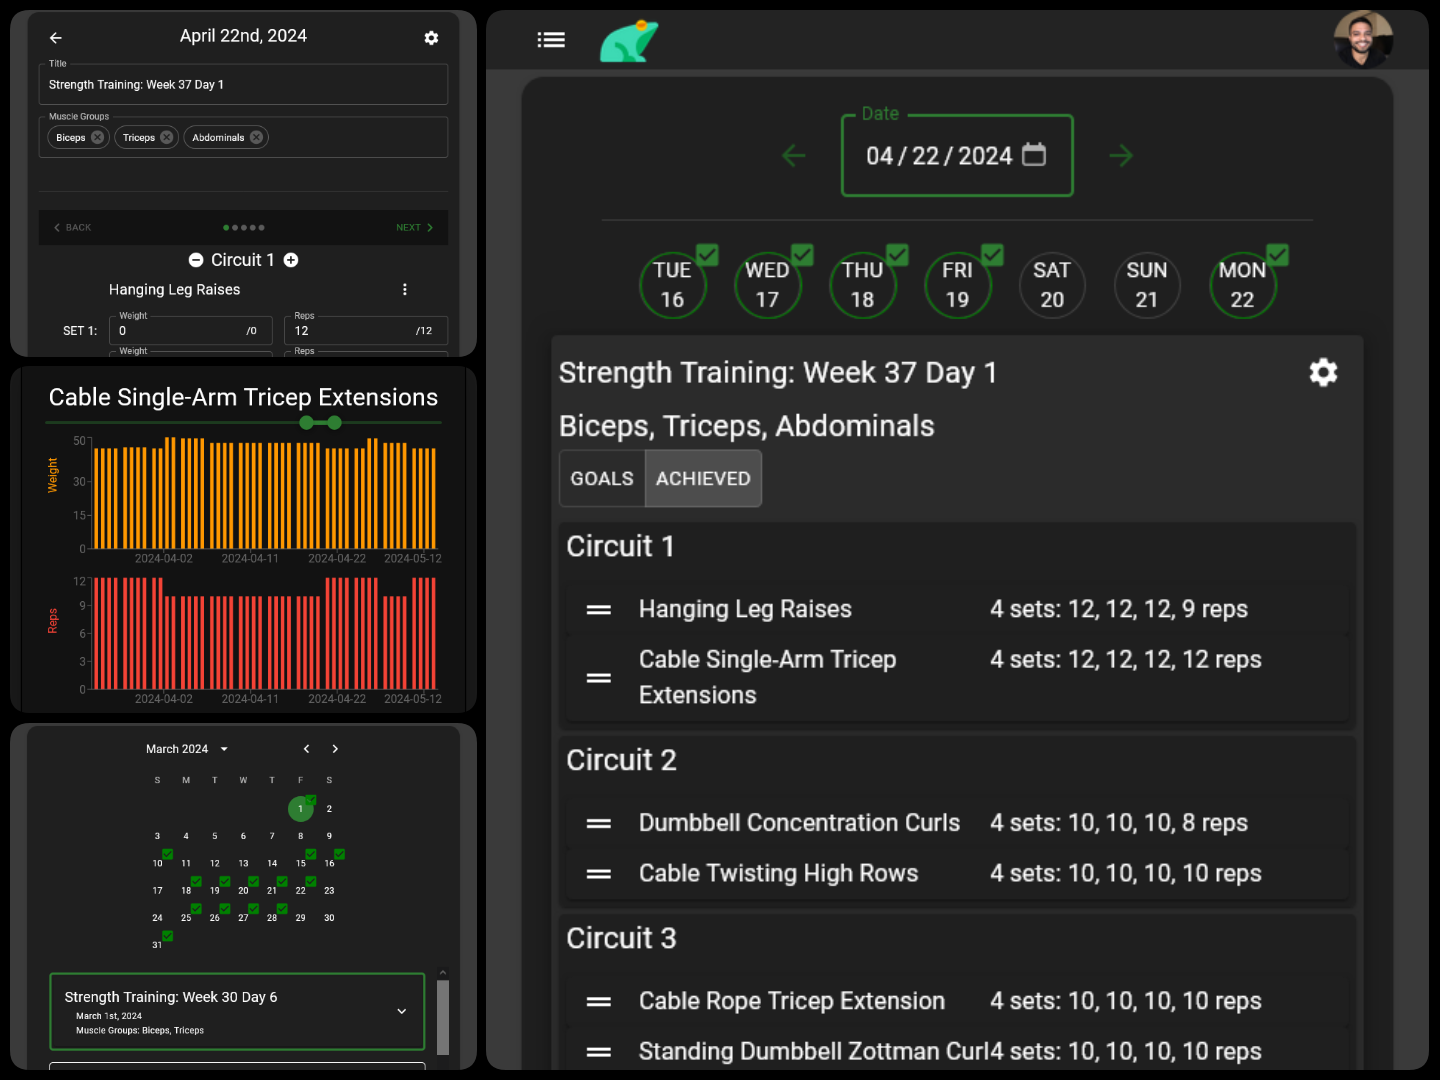 April 22nd, 2024
Title
Strength Training: Week 37 Day 1
Muscle Groups
Biceps
Triceps
Abdominals
BACK
NEXT
Circuit 1
Hanging Leg Raises
SET 1:
Weight
0
/0
Reps
12
/12
Weight
Reps
Cable Single-Arm Tricep Extensions
Weight
50
30
15
0
2024-04-02 2024-04-11 2024-04-22 2024-05-12
Reps
12
9
6
3
0
2024-04-02 2024-04-11 2024-04-22 2024-05-12
March 2024
S M T W T F S
1 2
3 4 5 6 7 8 9
10 11 12 13 14 15 16
17 18 19 20 21 22 23
24 25 26 27 28 29 30
31
Strength Training: Week 30 Day 6
March 1st, 2024
Muscle Groups: Biceps, Triceps
Date
04 / 22 / 2024
TUE WED THU FRI SAT SUN MON
16 17 18 19 20 21 22
Strength Training: Week 37 Day 1
Biceps, Triceps, Abdominals
GOALS ACHIEVED
Circuit 1
Hanging Leg Raises 4 sets: 12, 12, 12, 9 reps
Cable Single-Arm Tricep 4 sets: 12, 12, 12, 12 reps
Extensions
Circuit 2
Dumbbell Concentration Curls 4 sets: 10, 10, 10, 8 reps
Cable Twisting High Rows 4 sets: 10, 10, 10, 10 reps
Circuit 3
Cable Rope Tricep Extension 4 sets: 10, 10, 10, 10 reps
Standing Dumbbell Zottman Curl 4 sets: 10, 10, 10, 10 reps